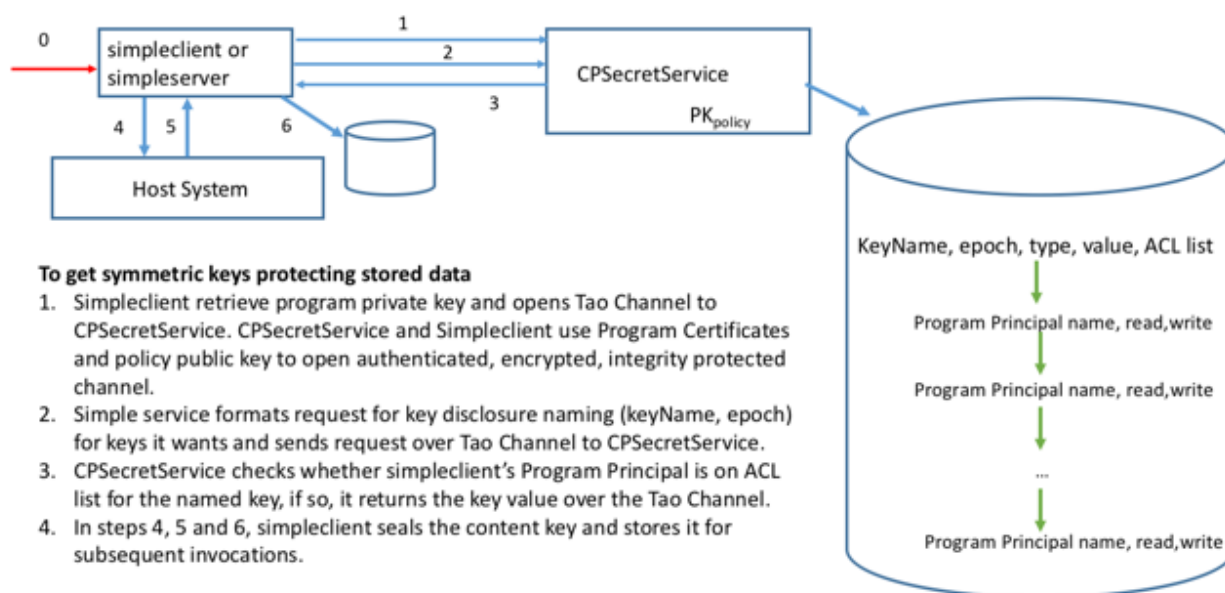 0
simpleclient or
simpleserver
1
2
3
CPSecretService
PKpolicy
4
5
6
Host System
KeyName, epoch, type, value, ACL list
Program Principal name, read,write
Program Principal name, read,write
...
Program Principal name, read,write
To get symmetric keys protecting stored data
1. Simpleclient retrieve program private key and opens Tao Channel to
CPSecretService. CPSecretService and Simpleclient use Program Certificates
and policy public key to open authenticated, encrypted, integrity protected
channel.
2. Simple service formats request for key disclosure naming (keyName, epoch)
for keys it wants and sends request over Tao Channel to CPSecretService.
3. CPSecretService checks whether simpleclient's Program Principal is on ACL
list for the named key, if so, it returns the key value over the Tao Channel.
4. In steps 4, 5 and 6, simpleclient seals the content key and stores it for
subsequent invocations.